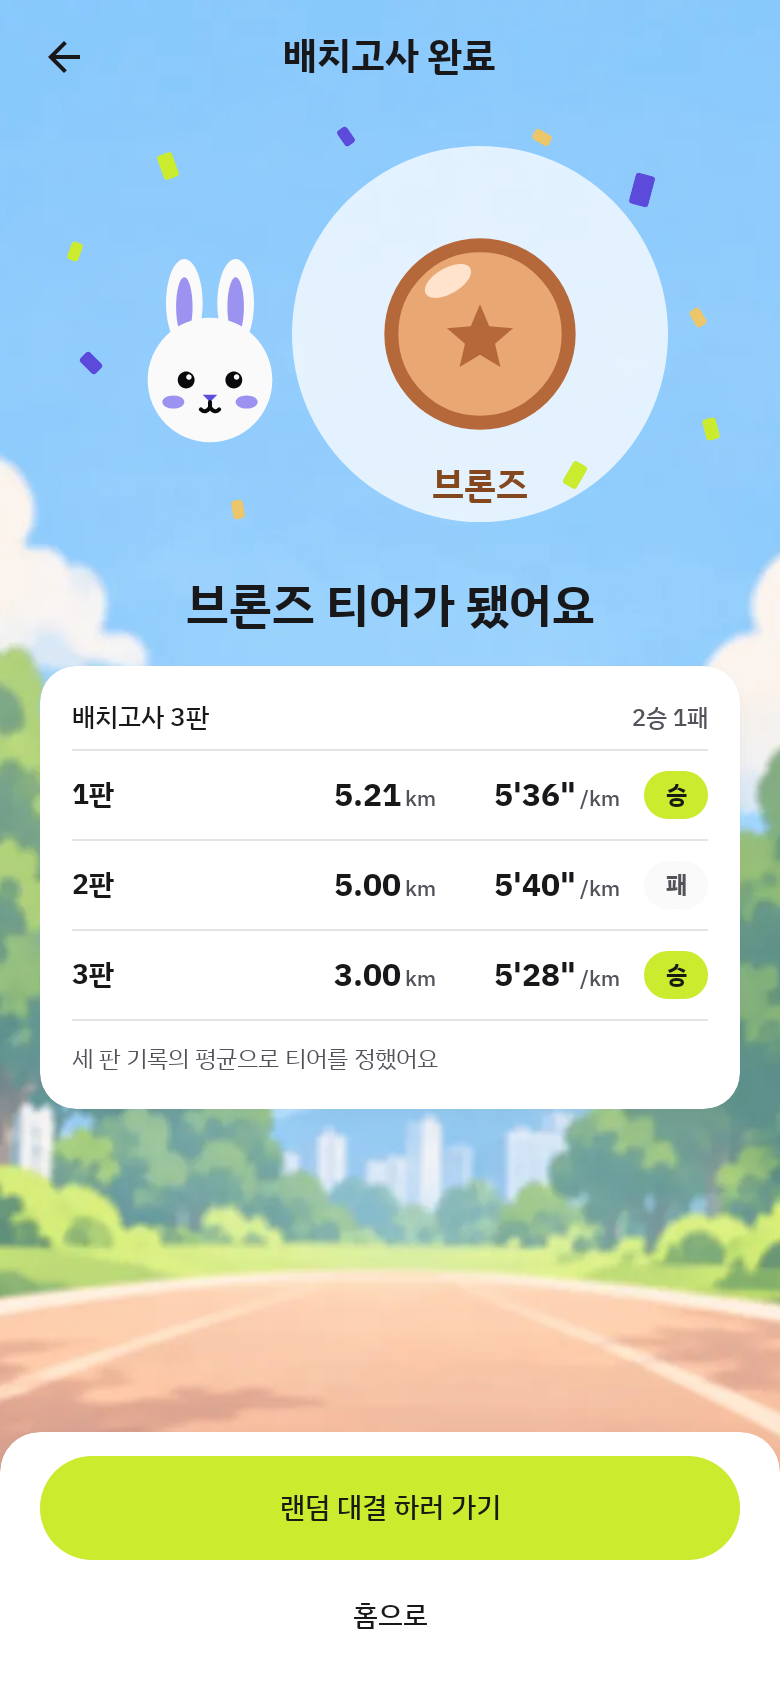 배치고사 완료
브론즈
브론즈 티어가 됐어요
배치고사 3판 2승 1패
1판 5.21 km 5'36" /km 승
2판 5.00 km 5'40" /km 패
3판 3.00 km 5'28" /km 승
세 판 기록의 평균으로 티어를 정했어요
랜덤 대결 하러 가기
홈으로